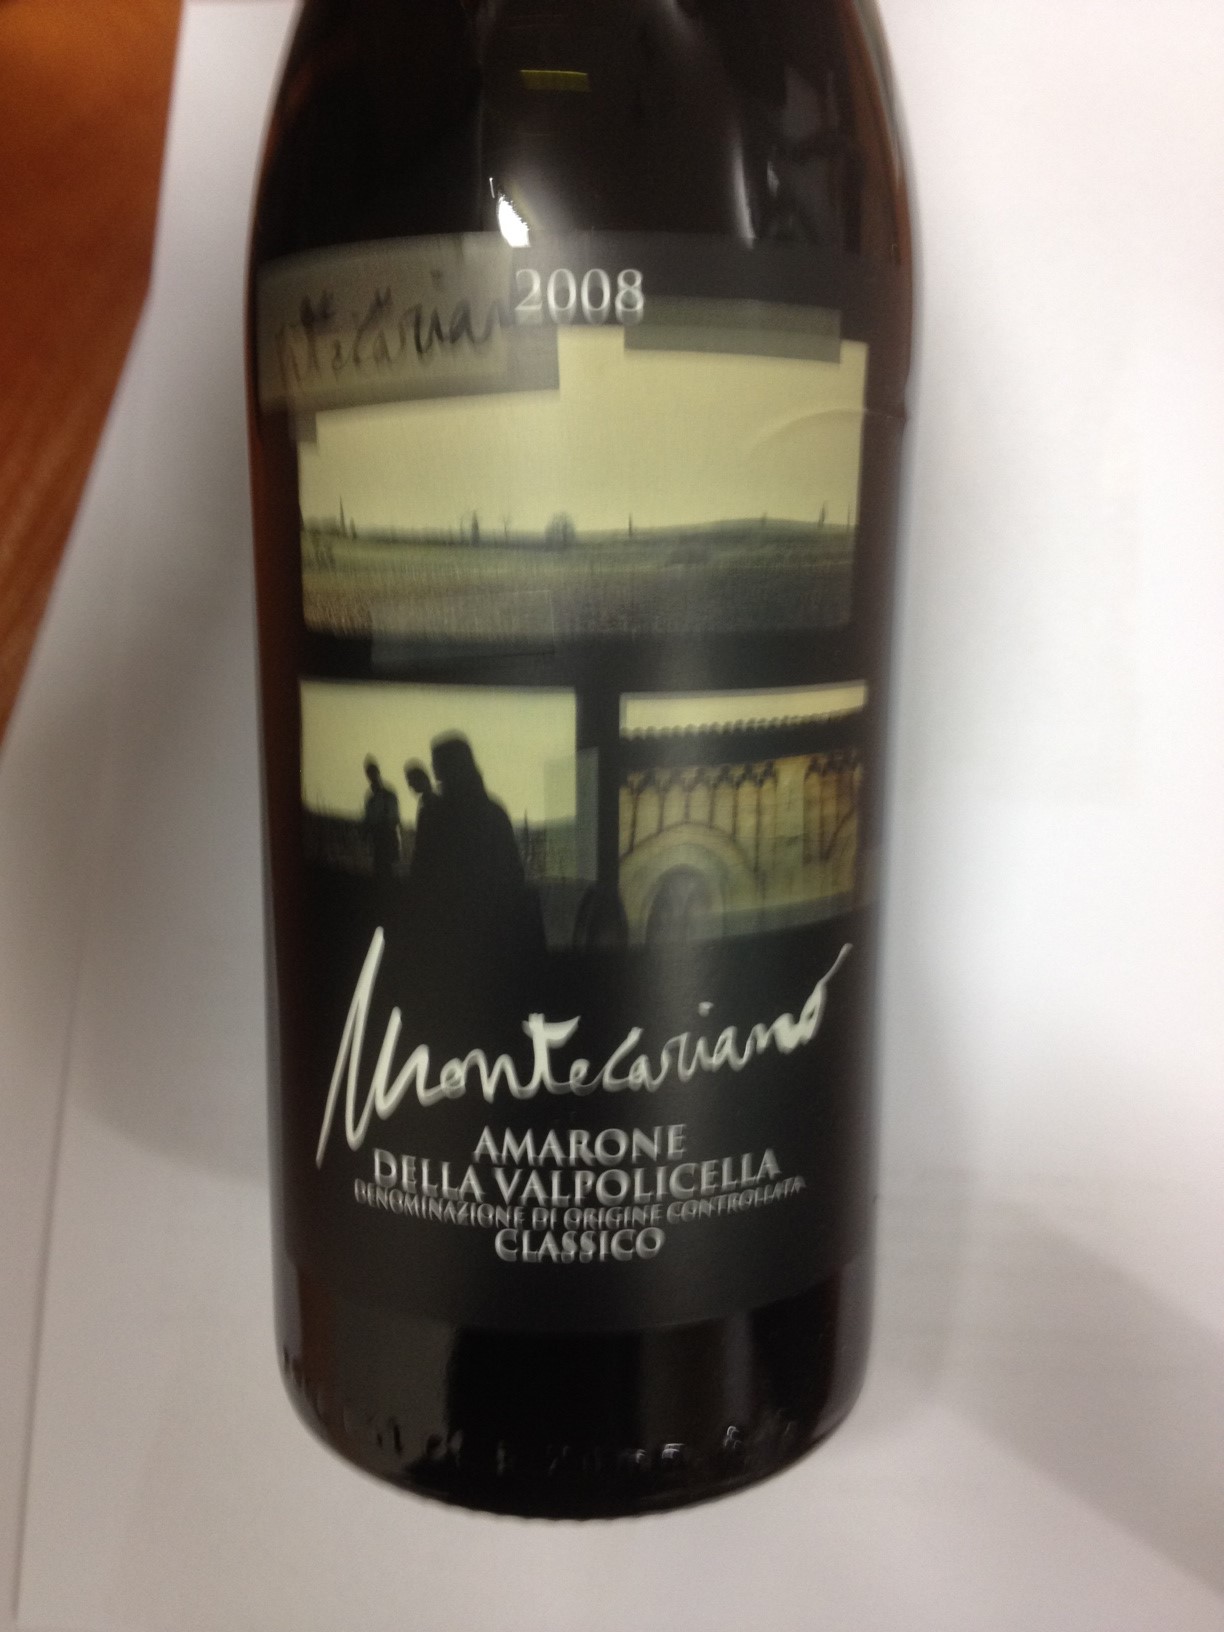 2008
Montecariano
AMARONE
DELLA VALPOLICELLA
DENOMINAZIONE DI ORIGINE CONTROLLATA
CLASSICO